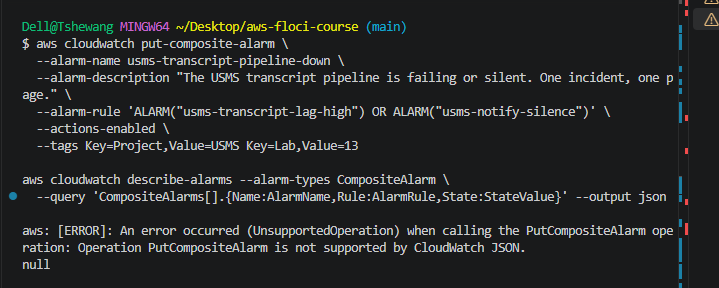 Dell@Tshewang MINGW64 ~/Desktop/aws-floci-course (main)
$ aws cloudwatch put-composite-alarm \
  --alarm-name usms-transcript-pipeline-down \
  --alarm-description "The USMS transcript pipeline is failing or silent. One incident, one p
age." \
  --alarm-rule 'ALARM("usms-transcript-lag-high") OR ALARM("usms-notify-silence")' \
  --actions-enabled \
  --tags Key=Project,Value=USMS Key=Lab,Value=13

aws cloudwatch describe-alarms --alarm-types CompositeAlarm \
  --query 'CompositeAlarms[].{Name:AlarmName,Rule:AlarmRule,State:StateValue}' --output json

aws: [ERROR]: An error occurred (UnsupportedOperation) when calling the PutCompositeAlarm ope
ration: Operation PutCompositeAlarm is not supported by CloudWatch JSON.
null